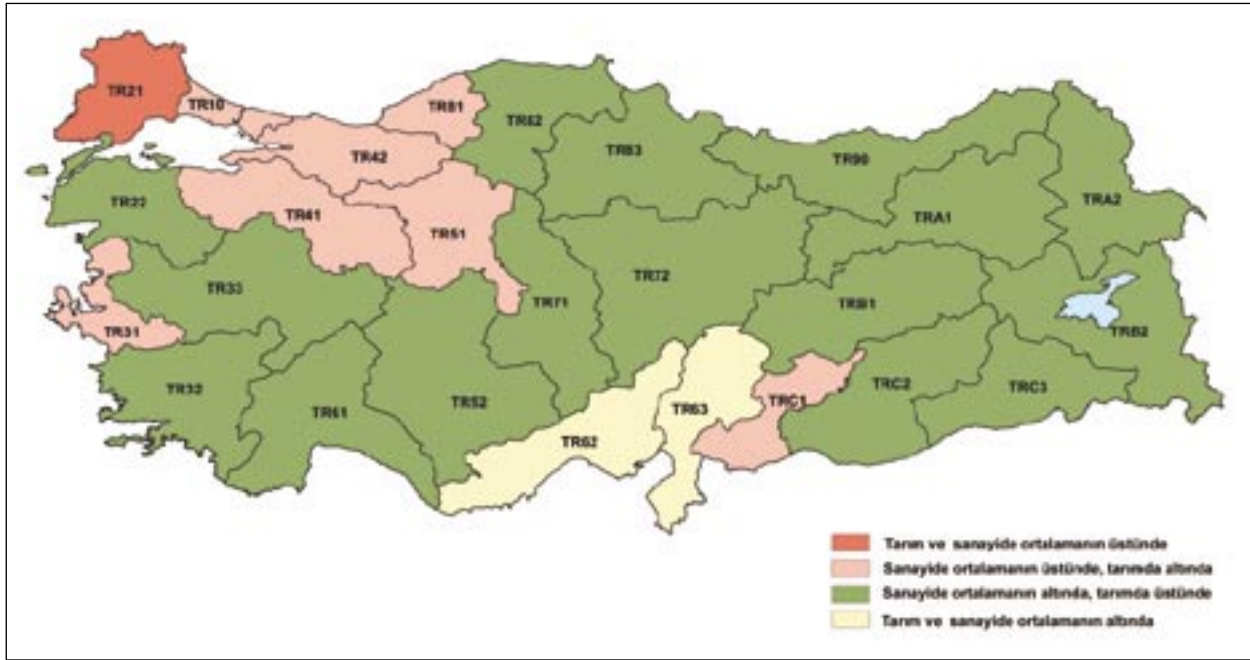 TR21
TR10
TR81
TR82
TR83
TR90
TRA2
TR42
TR22
TR41
TR51
TRA1
TR33
TR72
TR71
TRB1
TRB2
TR31
TR32
TR61
TR52
TR63
TRC1
TRC2
TRC3
TR62
Tarım ve sanayide ortalamanın üstünde
Sanayide ortalamanın üstünde, tarımda altında
Sanayide ortalamanın altında, tarımda üstünde
Tarım ve sanayide ortalamanın altında